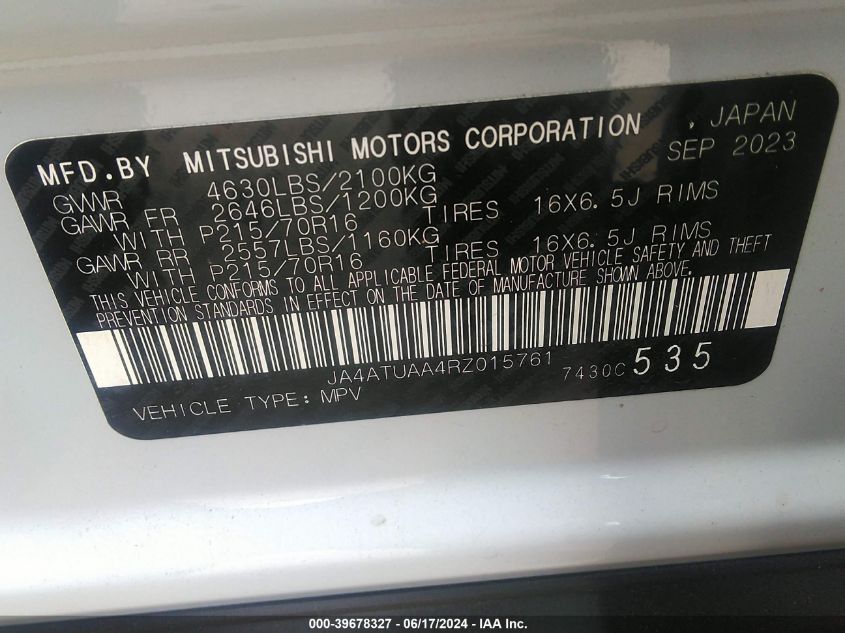 MFD.BY MITSUBISHI MOTORS CORPORATION , JAPAN
SEP 2023
GVWR 4630LBS/2100KG
GAWR FR 2646LBS/1200KG
WITH P215/70R16 TIRES 16X6.5J RIMS
GAWR RR 2557LBS/1160KG
WITH P215/70R16 TIRES 16X6.5J RIMS
THIS VEHICLE CONFORMS TO ALL APPLICABLE FEDERAL MOTOR VEHICLE SAFETY AND THEFT
PREVENTION STANDARDS IN EFFECT ON THE DATE OF MANUFACTURE SHOWN ABOVE.
JA4ATUAA4RZ015761 7430C 535
VEHICLE TYPE: MPV
000-39678327 / 06/17/2024 - IAA Inc.